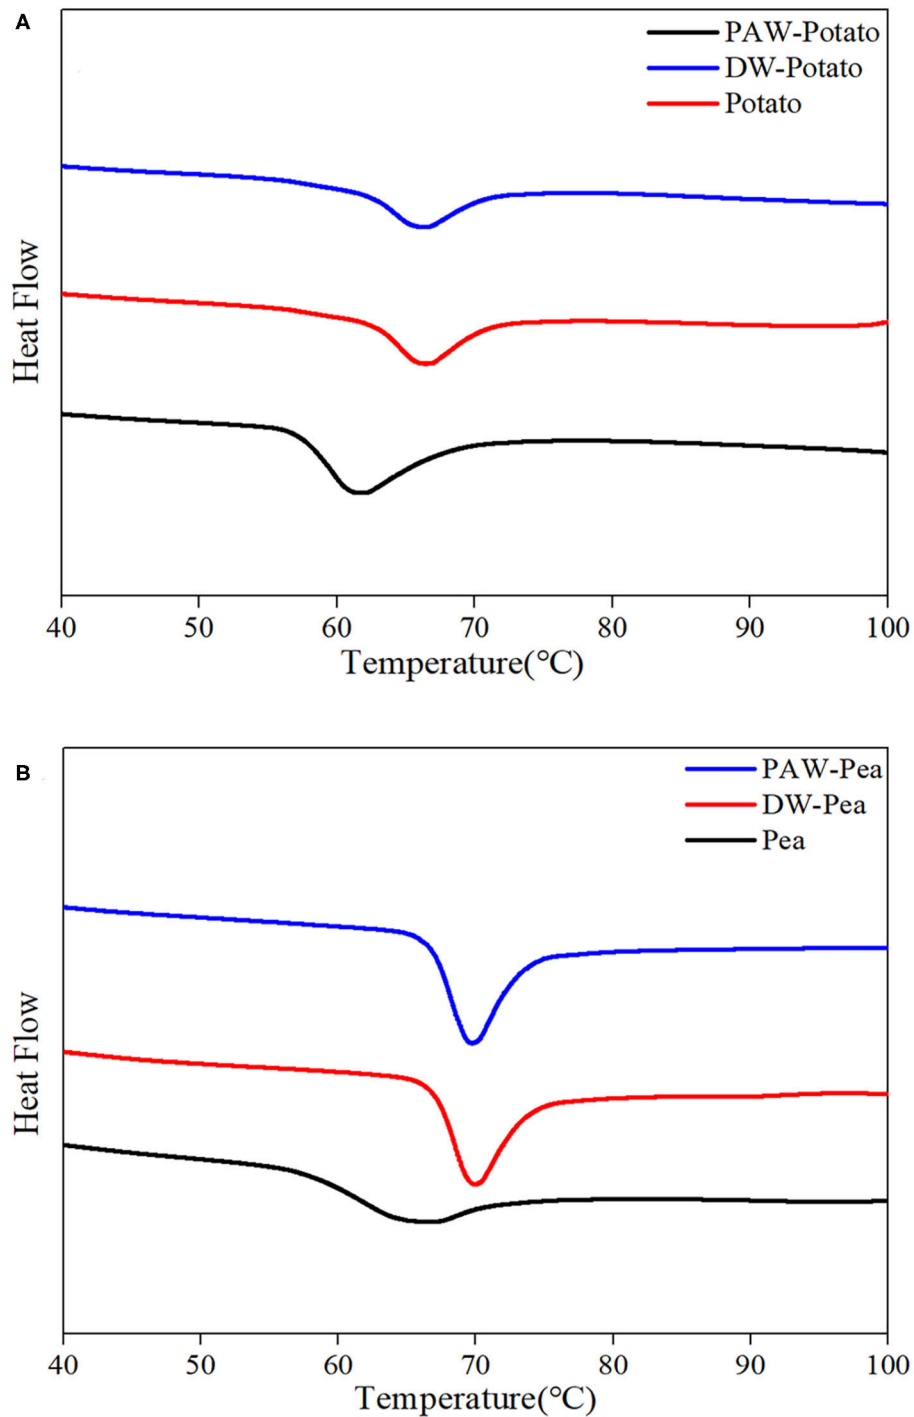 A
PAW-Potato
DW-Potato
Potato
Heat Flow
40 50 60 70 80 90 100
Temperature(°C)
B
PAW-Pea
DW-Pea
Pea
Heat Flow
40 50 60 70 80 90 100
Temperature(°C)